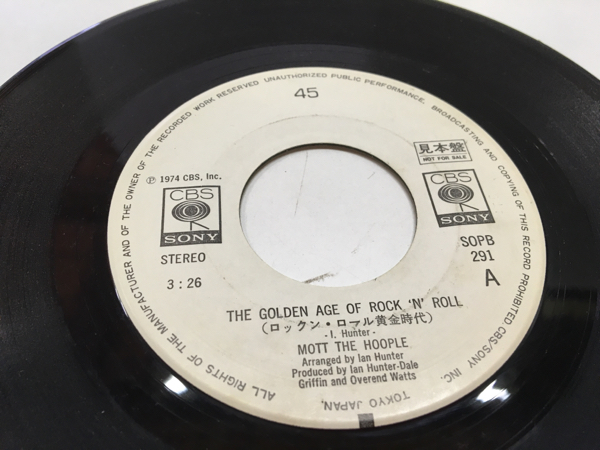 ALL RIGHTS OF THE MANUFACTURER AND OF THE OWNER OF THE RECORDED WORK RESERVED UNAUTHORIZED PUBLIC PERFORMANCE, BROADCASTING AND COPYING OF THIS RECORD PROHIBITED. CBS/SONY INC.
TOKYO JAPAN.
45
見本盤
NOT FOR SALE
℗ 1974 CBS, Inc.
CBS
SONY
CBS
SONY
STEREO
SOPB
291
3:26
A
THE GOLDEN AGE OF ROCK 'N' ROLL
(ロックン・ロール黄金時代)
- I. Hunter -
MOTT THE HOOPLE
Arranged by Ian Hunter
Produced by Ian Hunter-Dale
Griffin and Overend Watts